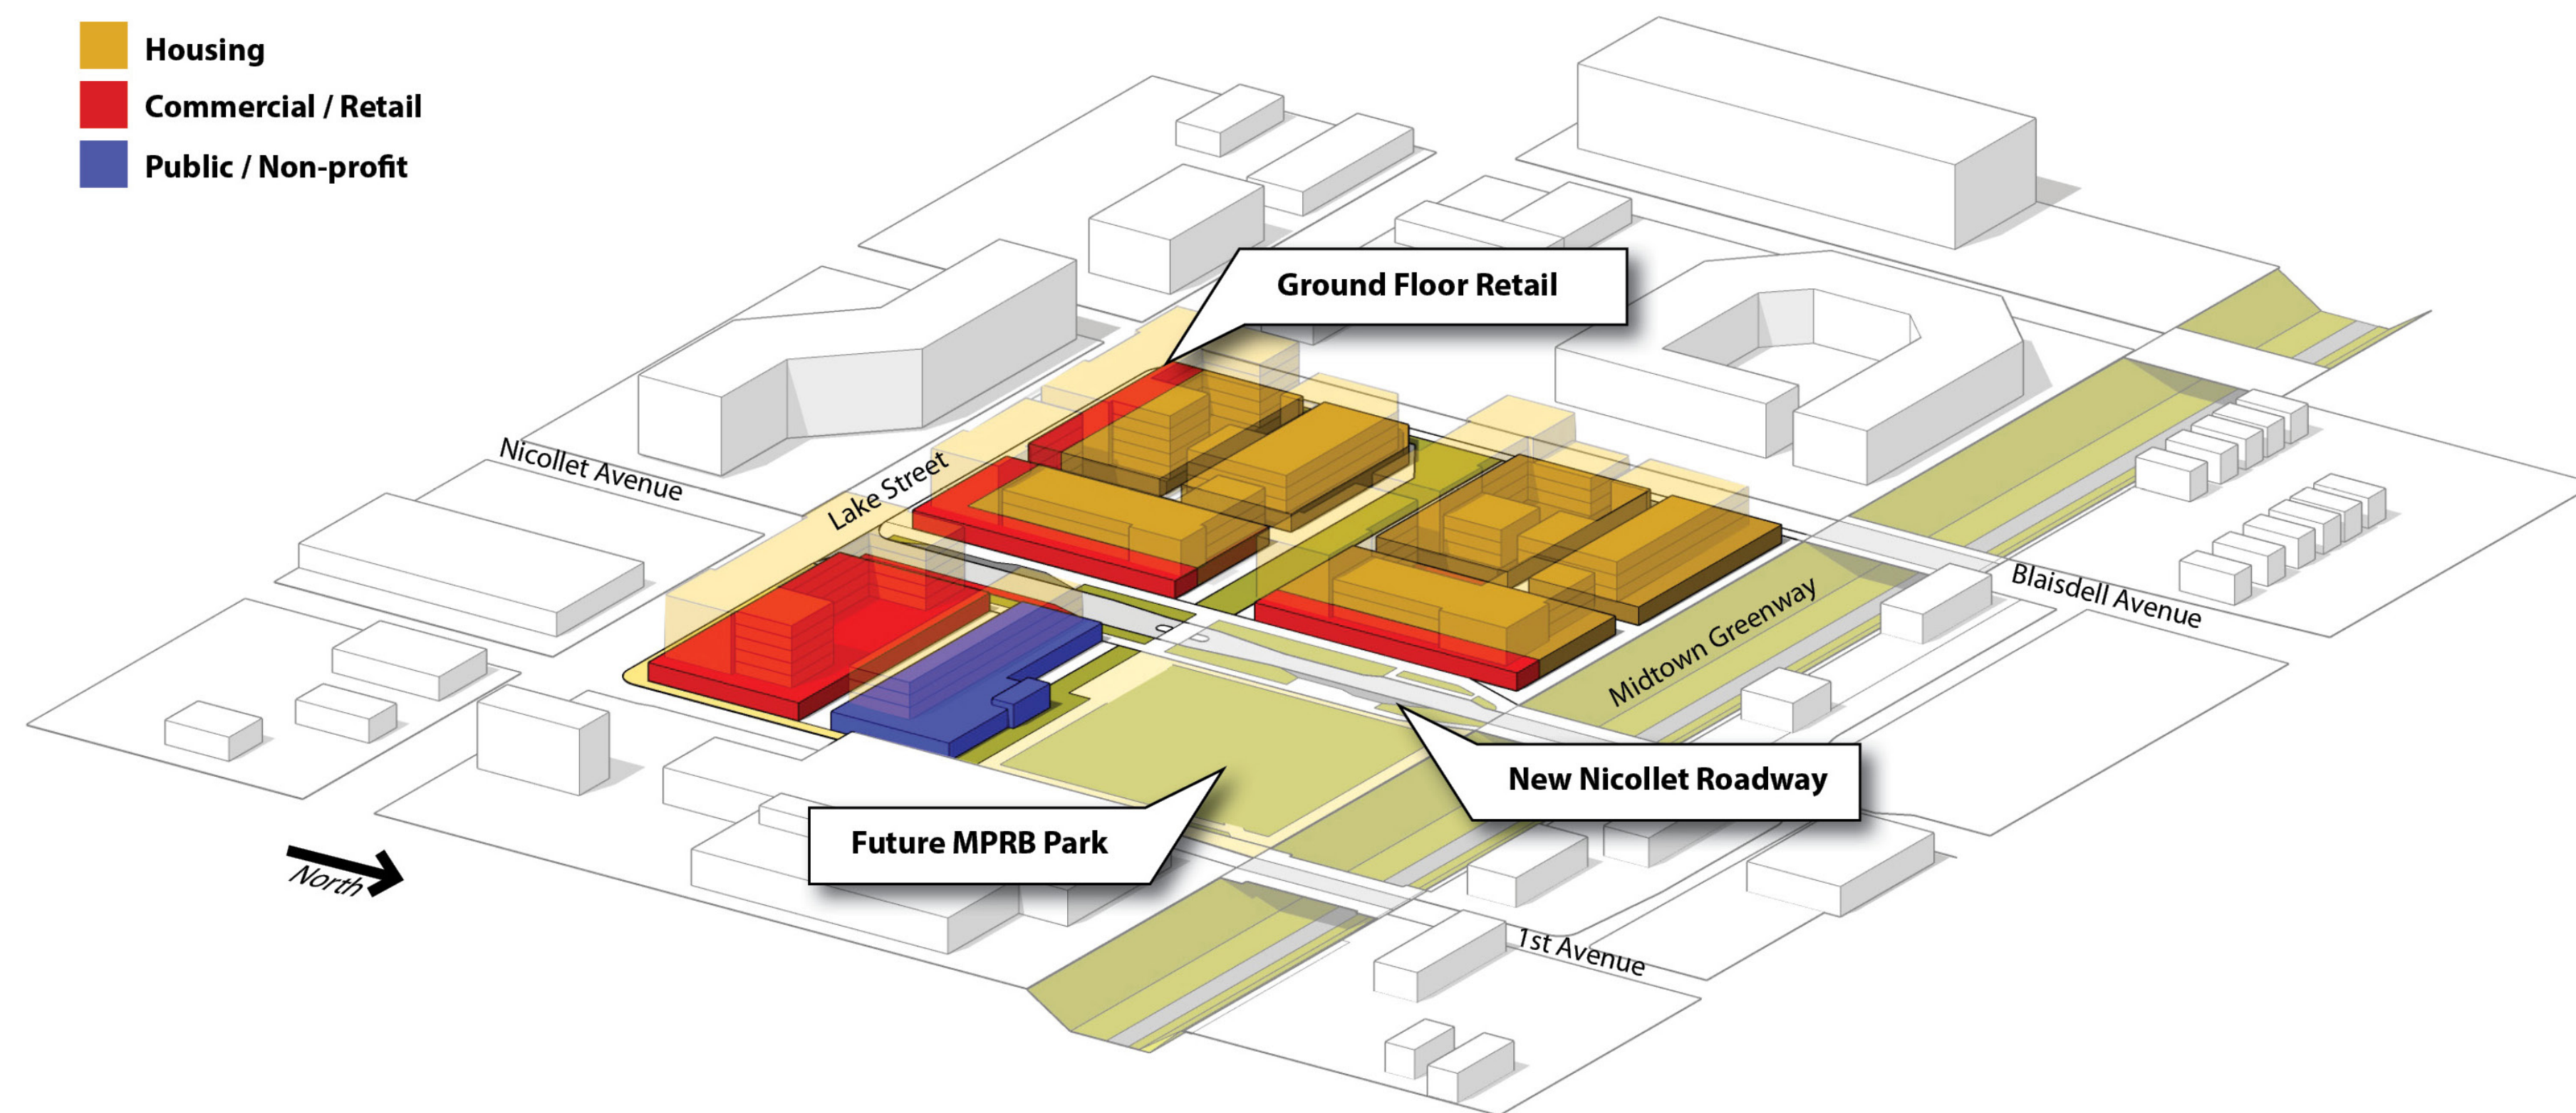 Housing
Commercial / Retail
Public / Non-profit
Ground Floor Retail
Nicollet Avenue
Lake Street
Blaisdell Avenue
Midtown Greenway
New Nicollet Roadway
Future MPRB Park
North
1st Avenue